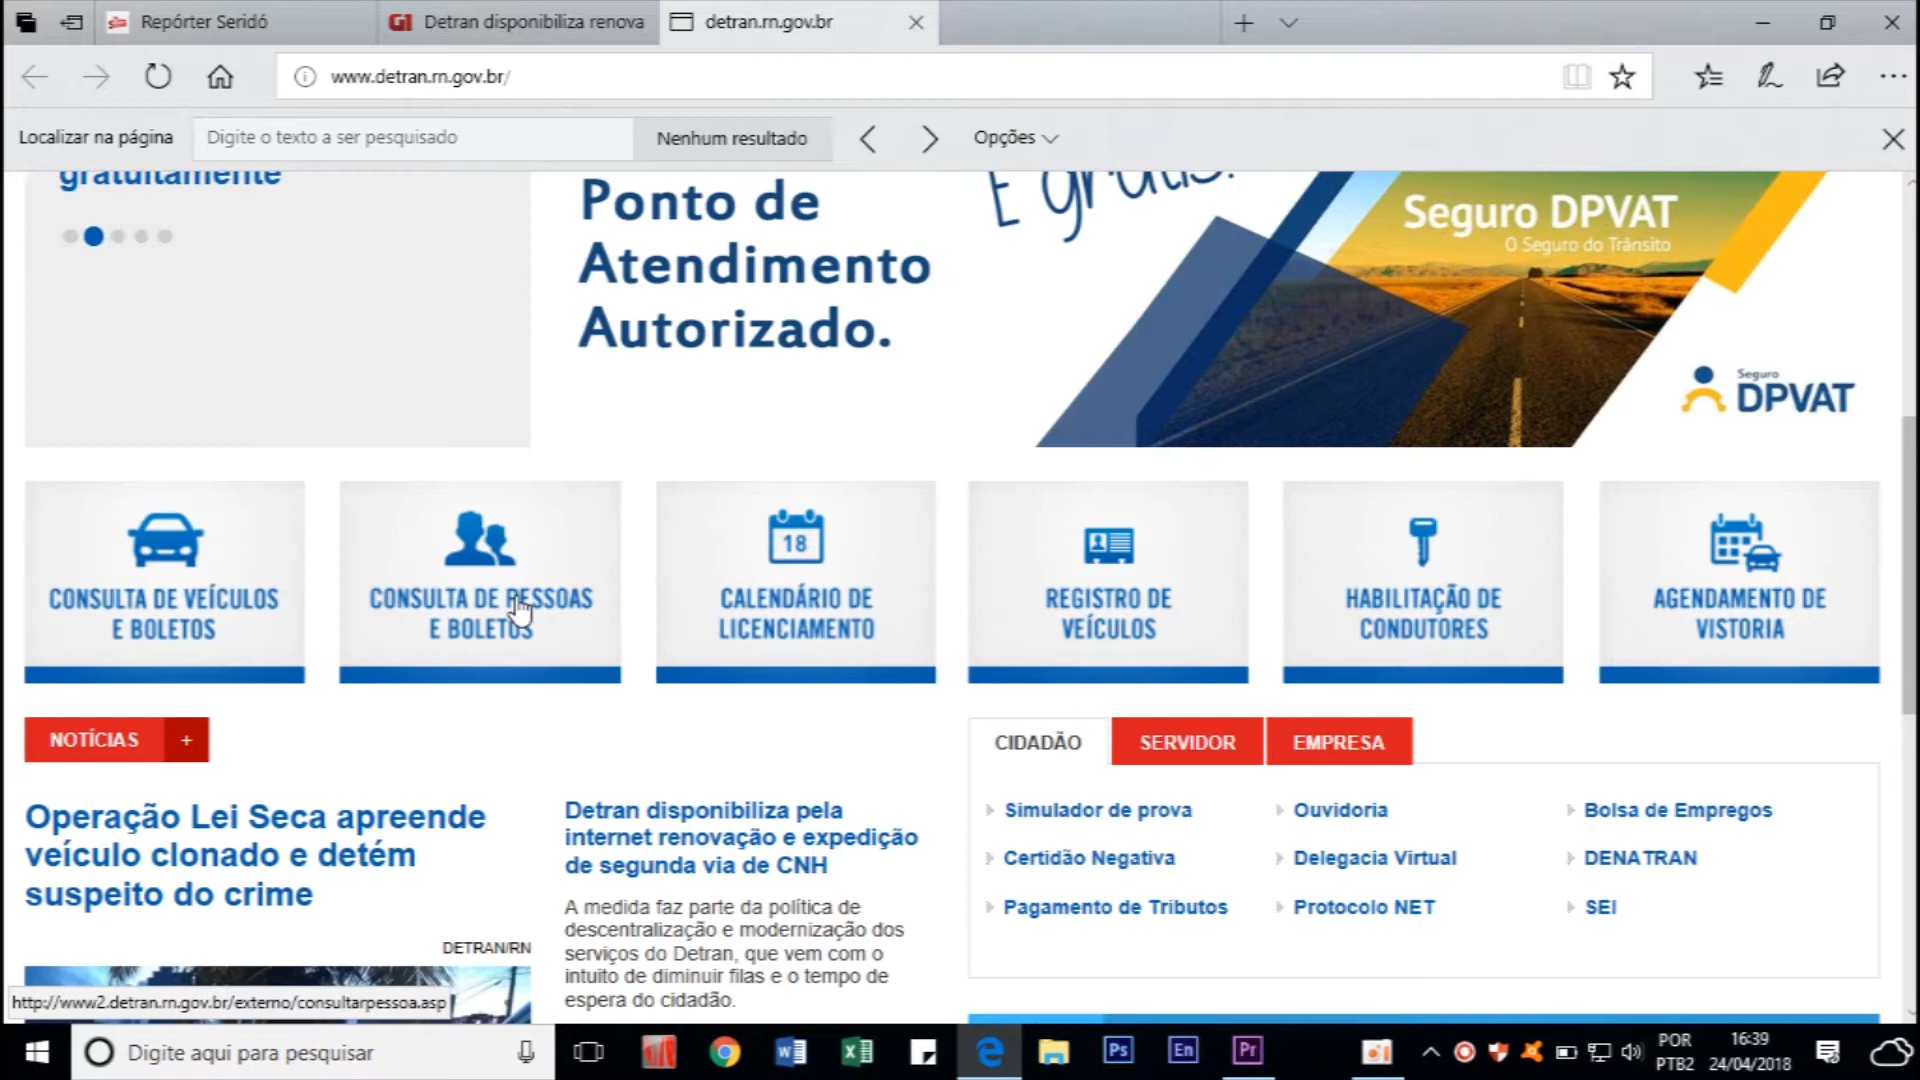 Repórter Seridó
G1 Detran disponibiliza renova
detran.rn.gov.br
www.detran.rn.gov.br/
Localizar na página
Digite o texto a ser pesquisado
Nenhum resultado
Opções
gratuitamente
Ponto de
Atendimento
Autorizado.
É grátis!
Seguro DPVAT
O Seguro do Trânsito
Seguro
DPVAT
CONSULTA DE VEÍCULOS
E BOLETOS
CONSULTA DE PESSOAS
E BOLETOS
18
CALENDÁRIO DE
LICENCIAMENTO
REGISTRO DE
VEÍCULOS
HABILITAÇÃO DE
CONDUTORES
AGENDAMENTO DE
VISTORIA
NOTÍCIAS +
Operação Lei Seca apreende
veículo clonado e detém
suspeito do crime
DETRAN/RN
Detran disponibiliza pela
internet renovação e expedição
de segunda via de CNH
A medida faz parte da política de
descentralização e modernização dos
serviços do Detran, que vem com o
intuito de diminuir filas e o tempo de
espera do cidadão.
CIDADÃO
SERVIDOR
EMPRESA
Simulador de prova
Ouvidoria
Bolsa de Empregos
Certidão Negativa
Delegacia Virtual
DENATRAN
Pagamento de Tributos
Protocolo NET
SEI
http://www2.detran.rn.gov.br/externo/consultarpessoa.asp
Digite aqui para pesquisar
Ps
En
Pr
POR
PTB2
16:39
24/04/2018